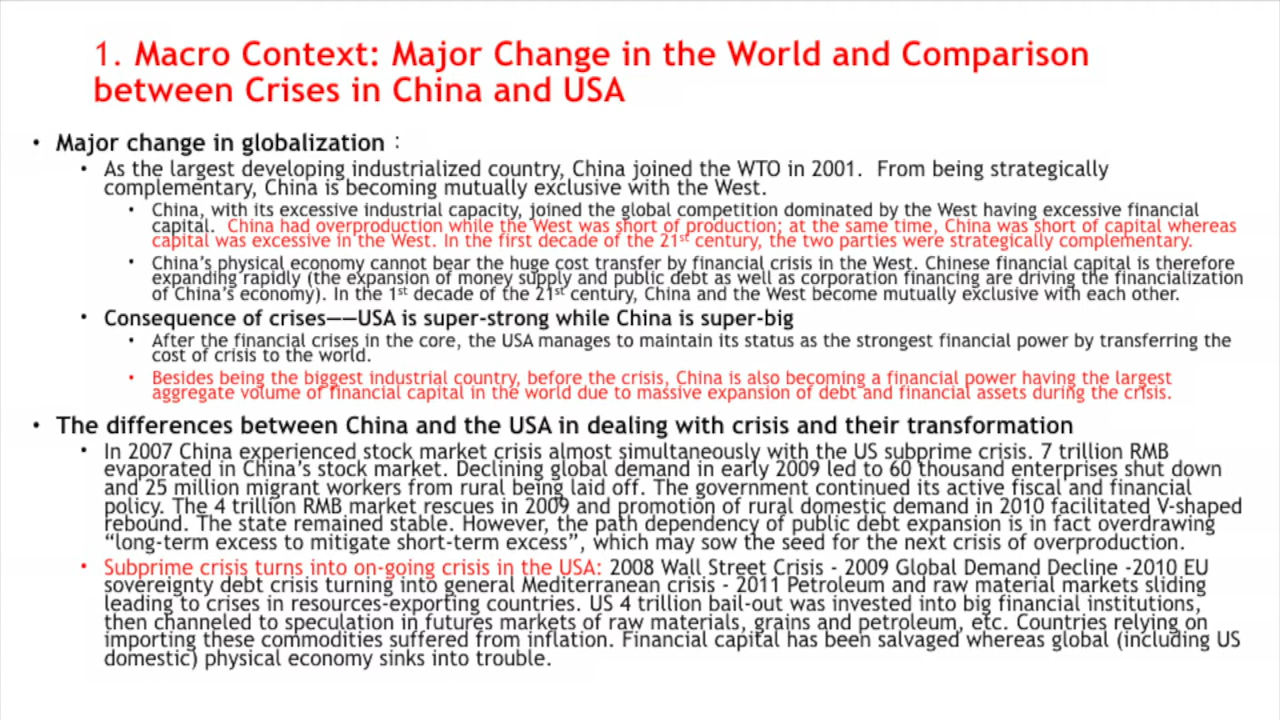 1. Macro Context: Major Change in the World and Comparison
between Crises in China and USA
• Major change in globalization：
• As the largest developing industrialized country, China joined the WTO in 2001. From being strategically
complementary, China is becoming mutually exclusive with the West.
• China, with its excessive industrial capacity, joined the global competition dominated by the West having excessive financial
capital. China had overproduction while the West was short of production; at the same time, China was short of capital whereas
capital was excessive in the West. In the first decade of the 21st century, the two parties were strategically complementary.
• China's physical economy cannot bear the huge cost transfer by financial crisis in the West. Chinese financial capital is therefore
expanding rapidly (the expansion of money supply and public debt as well as corporation financing are driving the financialization
of China's economy). In the 1st decade of the 21st century, China and the West become mutually exclusive with each other.
• Consequence of crises——USA is super-strong while China is super-big
• After the financial crises in the core, the USA manages to maintain its status as the strongest financial power by transferring the
cost of crisis to the world.
• Besides being the biggest industrial country, before the crisis, China is also becoming a financial power having the largest
aggregate volume of financial capital in the world due to massive expansion of debt and financial assets during the crisis.
• The differences between China and the USA in dealing with crisis and their transformation
• In 2007 China experienced stock market crisis almost simultaneously with the US subprime crisis. 7 trillion RMB
evaporated in China's stock market. Declining global demand in early 2009 led to 60 thousand enterprises shut down
and 25 million migrant workers from rural being laid off. The government continued its active fiscal and financial
policy. The 4 trillion RMB market rescues in 2009 and promotion of rural domestic demand in 2010 facilitated V-shaped
rebound. The state remained stable. However, the path dependency of public debt expansion is in fact overdrawing
“long-term excess to mitigate short-term excess”, which may sow the seed for the next crisis of overproduction.
• Subprime crisis turns into on-going crisis in the USA: 2008 Wall Street Crisis - 2009 Global Demand Decline -2010 EU
sovereignty debt crisis turning into general Mediterranean crisis - 2011 Petroleum and raw material markets sliding
leading to crises in resources-exporting countries. US 4 trillion bail-out was invested into big financial institutions,
then channeled to speculation in futures markets of raw materials, grains and petroleum, etc. Countries relying on
importing these commodities suffered from inflation. Financial capital has been salvaged whereas global (including US
domestic) physical economy sinks into trouble.